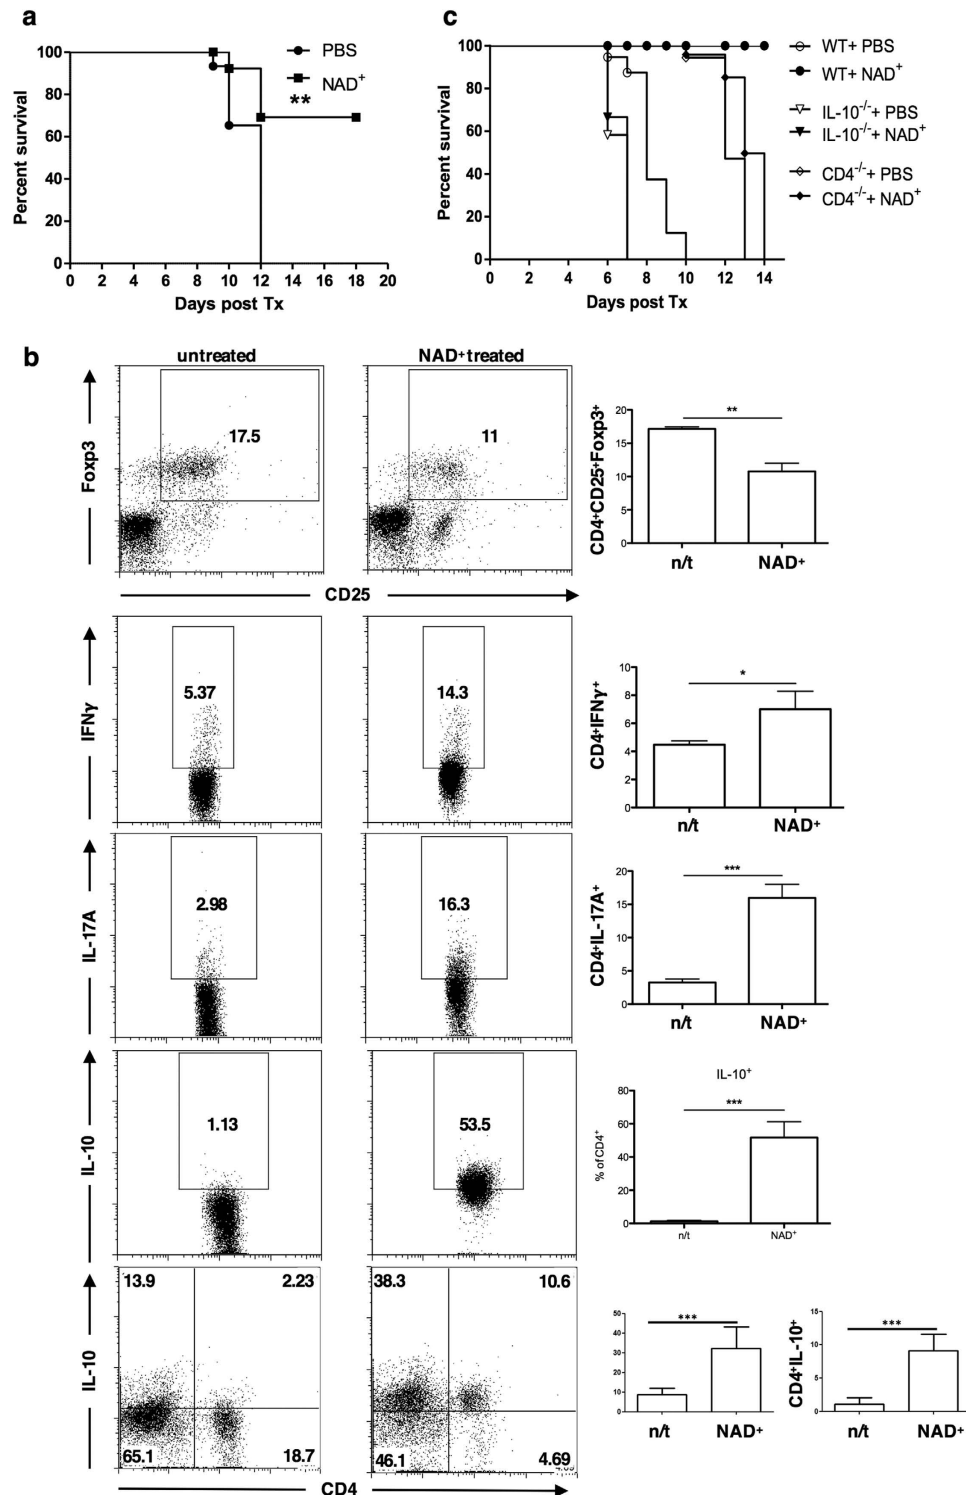 a
100
80
60
40
20
0
0 2 4 6 8 10 12 14 16 18 20
Percent survival
Days post Tx
PBS
NAD+
**
c
100
80
60
40
20
0
0 2 4 6 8 10 12 14
Percent survival
Days post Tx
WT+ PBS
WT+ NAD+
IL-10-/-+ PBS
IL-10-/-+ NAD+
CD4-/-+ PBS
CD4-/-+ NAD+
b
untreated
NAD+treated
Foxp3
17.5
11
CD25
CD4+CD25+Foxp3+
20
15
10
5
0
**
n/t NAD+
IFNγ
5.37
14.3
CD4+IFNγ+
10
8
6
4
2
0
*
n/t NAD+
IL-17A
2.98
16.3
CD4+IL-17A+
20
15
10
5
0
***
n/t NAD+
IL-10
1.13
53.5
IL-10+
% of CD4+
80
60
40
20
0
***
n/t NAD+
IL-10
13.9 2.23
65.1 18.7
38.3 10.6
46.1 4.69
CD4
50
40
30
20
10
0
***
n/t NAD+
CD4+IL-10+
15
10
5
0
***
n/t NAD+